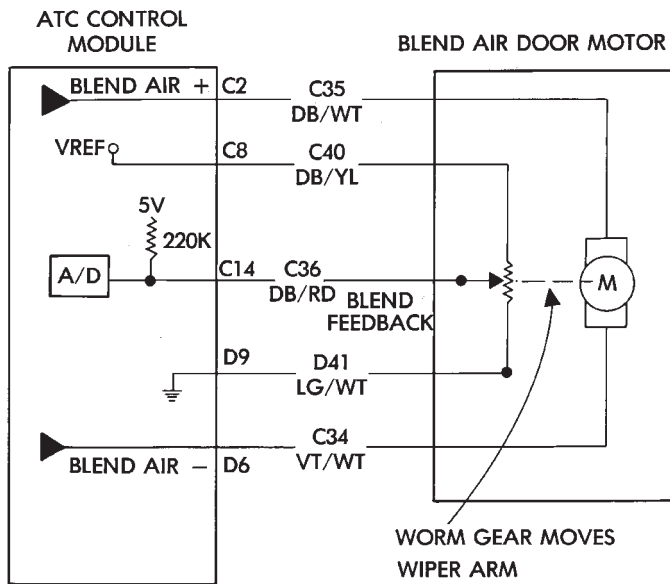 ATC CONTROL
MODULE
BLEND AIR DOOR MOTOR
BLEND AIR + C2
C35
DB/WT
VREF
C8
C40
DB/YL
5V
220K
A/D
C14
C36
DB/RD
BLEND
FEEDBACK
M
D9
D41
LG/WT
BLEND AIR − D6
C34
VT/WT
WORM GEAR MOVES
WIPER ARM